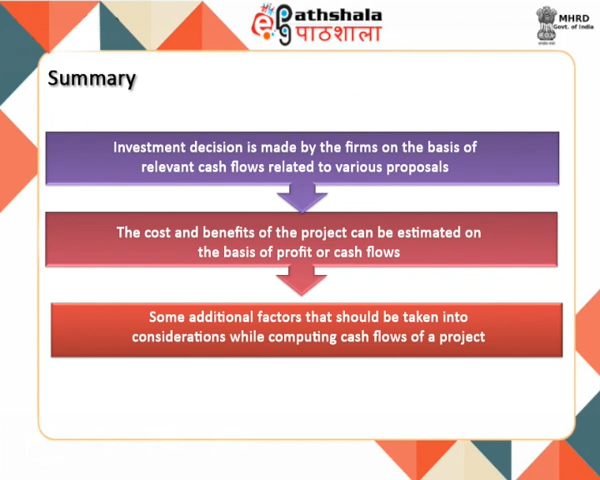 e Pathshala
pg पाठशाला
MHRD
Govt. of India
Summary
Investment decision is made by the firms on the basis of
relevant cash flows related to various proposals
The cost and benefits of the project can be estimated on
the basis of profit or cash flows
Some additional factors that should be taken into
considerations while computing cash flows of a project